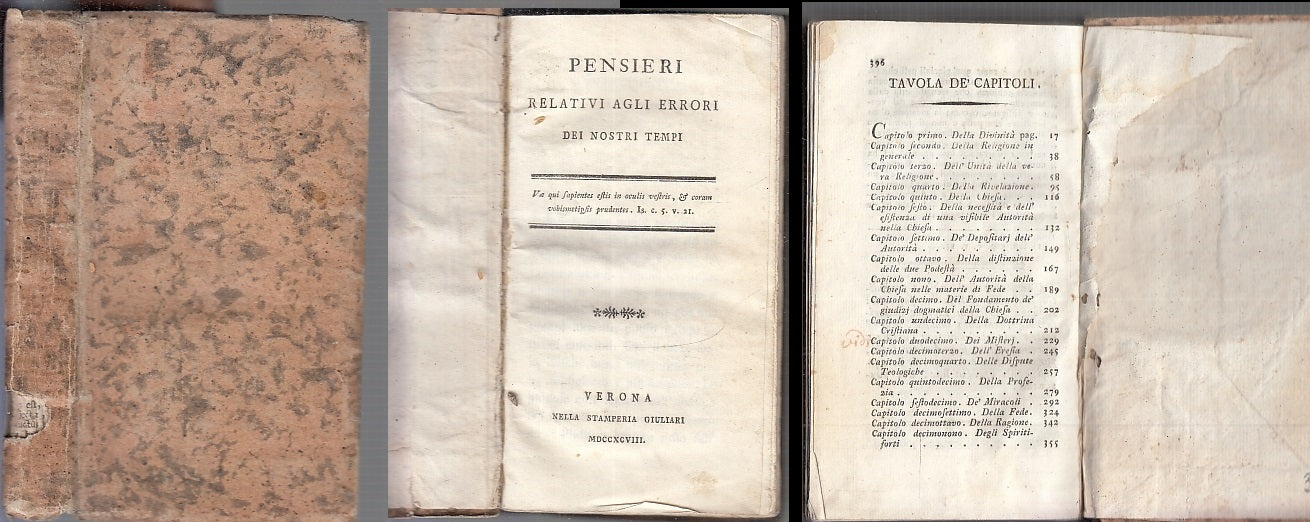 PENSIERI
RELATIVI AGLI ERRORI
DEI NOSTRI TEMPI
Væ qui ſapientes eſtis in oculis veſtris, & coram
vobismetipſis prudentes. Is. c. 5. v. 21.
VERONA
NELLA STAMPERIA GIULIARI
MDCCXCVIII.
396
TAVOLA DE' CAPITOLI.
Capitolo primo. Della Divinità pag. 17
Capitolo ſecondo. Della Religione in
generale . . . . . . . . 38
Capitolo terzo. Dell' Unità della ve-
ra Religione. . . . . . . 58
Capitolo quarto. Della Rivelazione. 95
Capitolo quinto. Della Chieſa. . . 116
Capitolo ſeſto. Della neceſſità e dell'
eſiſtenza di una viſibile Autorità
nella Chieſa . . . . . . . 132
Capitolo ſettimo. De' Depoſitarj dell'
Autorità . . . . . . . . 149
Capitolo ottavo. Della diſtinzione
delle due Podeſtà . . . . . 167
Capitolo nono. Dell' Autorità della
Chieſa nelle materie di Fede . . 189
Capitolo decimo. Del Fondamento de'
giudizj dogmatici della Chieſa . . 202
Capitolo undecimo. Della Dottrina
Criſtiana . . . . . . . . 212
Capitolo duodecimo. Dei Miſterj. . 229
Capitolo decimoterzo. Dell' Ereſia . 245
Capitolo decimoquarto. Delle Diſpute
Teologiche . . . . . . . 257
Capitolo quintodecimo. Della Profe-
zia . . . . . . . . . . 279
Capitolo ſeſtodecimo. De' Miracoli . 292
Capitolo decimoſettimo. Della Fede. 324
Capitolo decimottavo. Della Ragione. 342
Capitolo decimonono. Degli Spiriti-
forti . . . . . . . . . 355